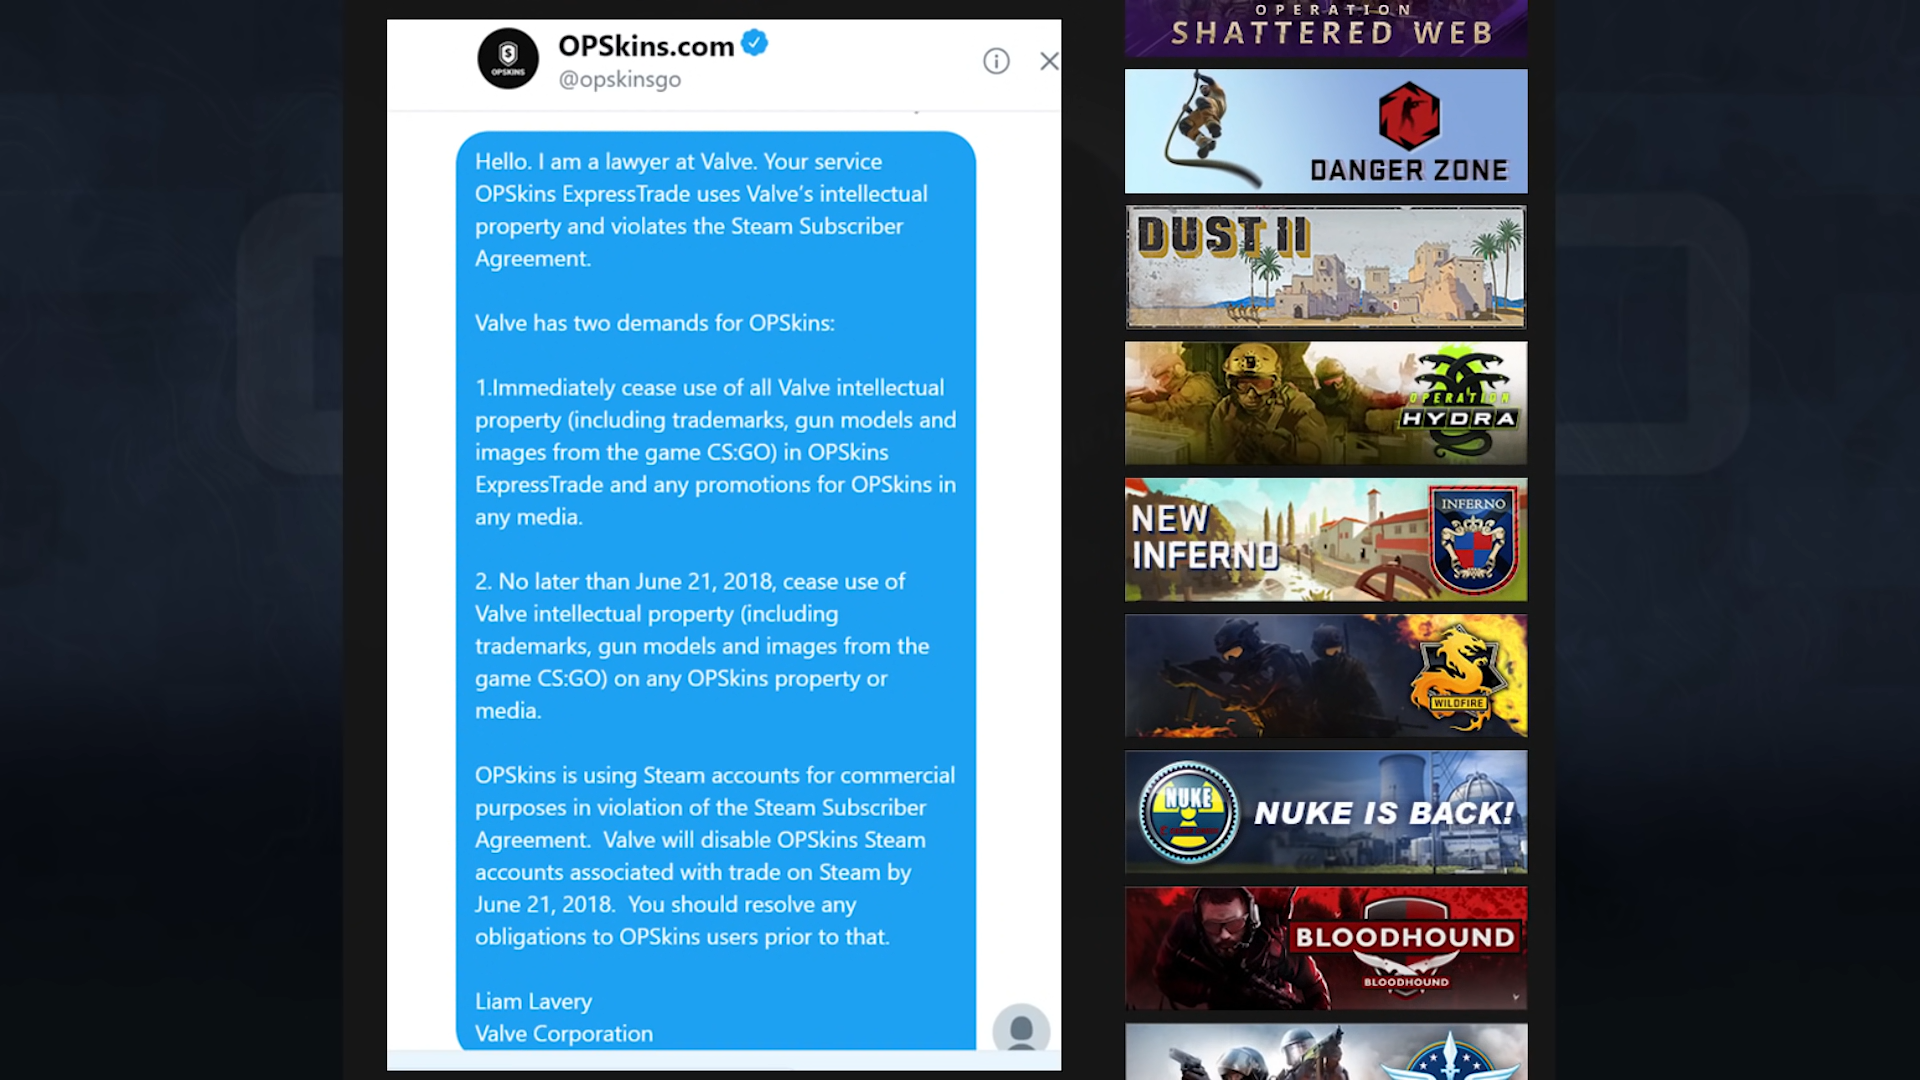 OPSkins.com
@opskinsgo
OPSKINS
Hello. I am a lawyer at Valve. Your service
OPSkins ExpressTrade uses Valve’s intellectual
property and violates the Steam Subscriber
Agreement.
Valve has two demands for OPSkins:
1.Immediately cease use of all Valve intellectual
property (including trademarks, gun models and
images from the game CS:GO) in OPSkins
ExpressTrade and any promotions for OPSkins in
any media.
2. No later than June 21, 2018, cease use of
Valve intellectual property (including
trademarks, gun models and images from the
game CS:GO) on any OPSkins property or
media.
OPSkins is using Steam accounts for commercial
purposes in violation of the Steam Subscriber
Agreement.  Valve will disable OPSkins Steam
accounts associated with trade on Steam by
June 21, 2018.  You should resolve any
obligations to OPSkins users prior to that.
Liam Lavery
Valve Corporation
OPERATION
SHATTERED WEB
DANGER ZONE
DUST II
OPERATION
HYDRA
NEW
INFERNO
INFERNO
WILDFIRE
NUKE
NUKE IS BACK!
BLOODHOUND
BLOODHOUND